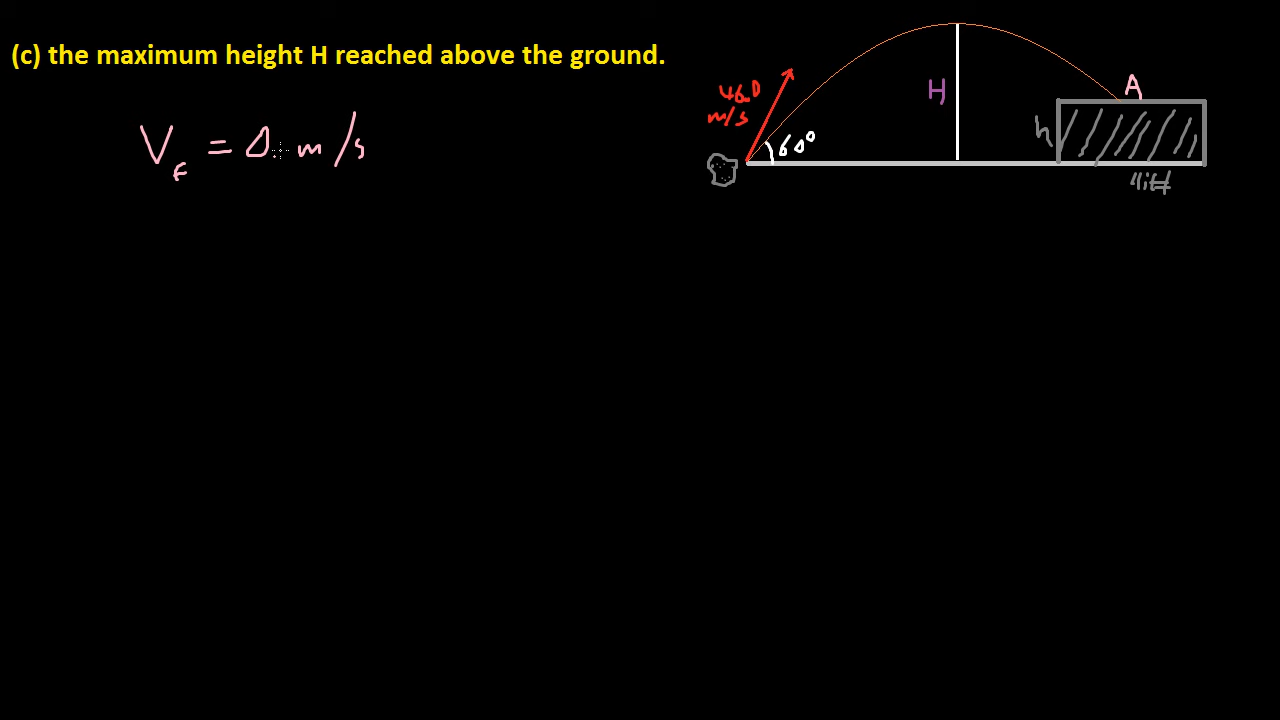 (c) the maximum height H reached above the ground.
V_F = 0 m/s
46.0
m/s
60°
H
A
h